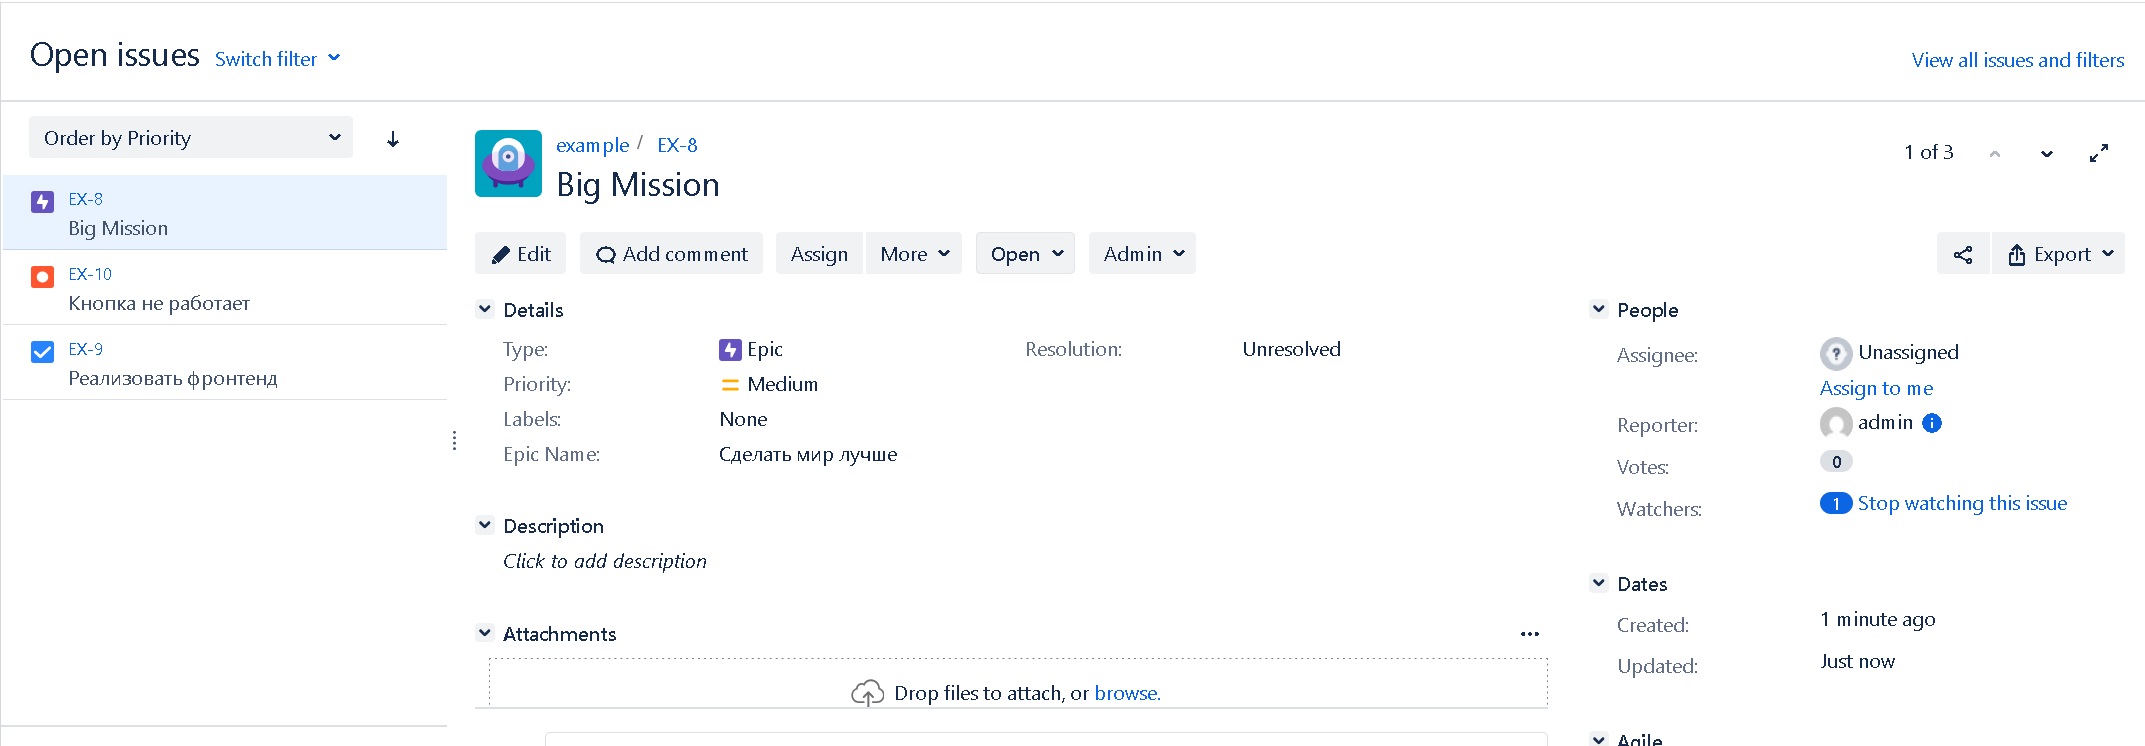 Open issues Switch filter
View all issues and filters
Order by Priority
EX-8
Big Mission
EX-10
Кнопка не работает
EX-9
Реализовать фронтенд
example / EX-8
Big Mission
1 of 3
Edit Add comment Assign More Open Admin
Export
Details
Type: Epic Resolution: Unresolved
Priority: Medium
Labels: None
Epic Name: Сделать мир лучше
Description
Click to add description
Attachments
Drop files to attach, or browse.
People
Assignee: Unassigned
Assign to me
Reporter: admin
Votes: 0
Watchers: 1 Stop watching this issue
Dates
Created: 1 minute ago
Updated: Just now
Agile